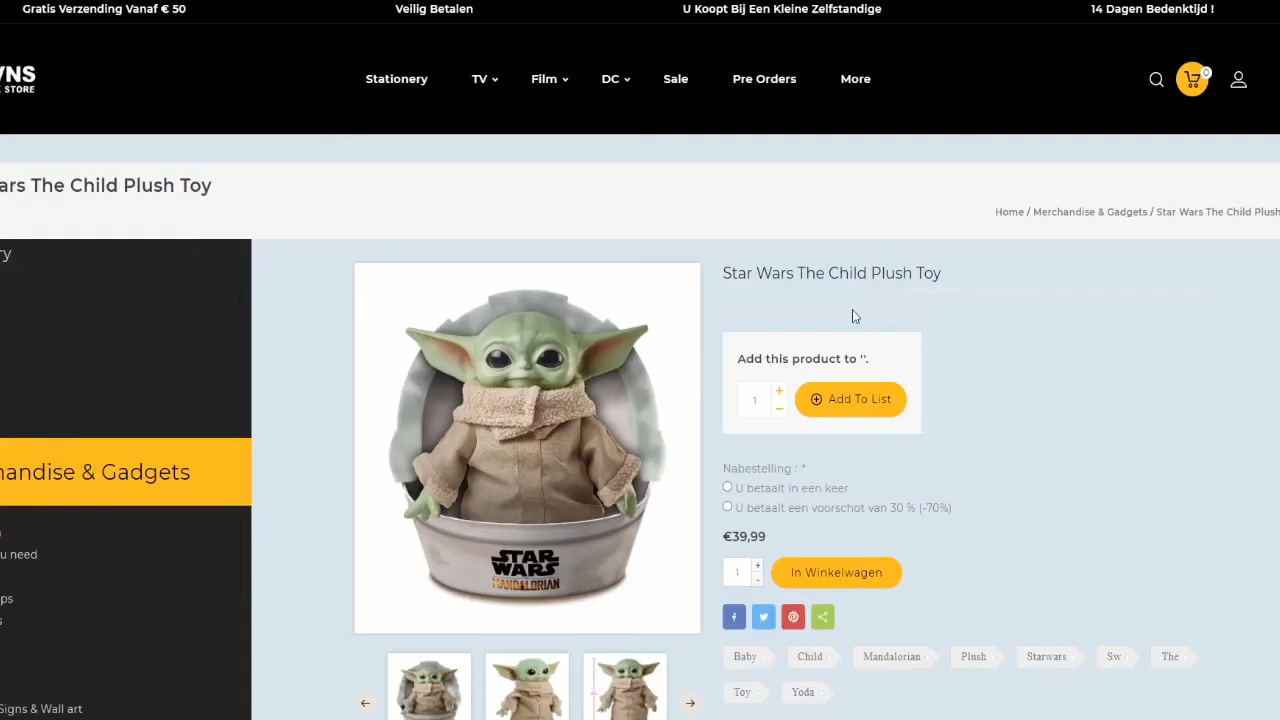 Gratis Verzending Vanaf € 50
Veilig Betalen
U Koopt Bij Een Kleine Zelfstandige
14 Dagen Bedenktijd !
STORE
Stationery
TV
Film
DC
Sale
Pre Orders
More
0
ars The Child Plush Toy
Home / Merchandise & Gadgets / Star Wars The Child Plush
ry
handise & Gadgets
u need
ps
s
Signs & Wall art
STAR
WARS
MANDALORIAN
Star Wars The Child Plush Toy
Add this product to ''.
1
+
−
Add To List
Nabestelling : *
U betaalt in een keer
U betaalt een voorschot van 30 % (-70%)
€39,99
1
+
-
In Winkelwagen
Baby
Child
Mandalorian
Plush
Starwars
Sw
The
Toy
Yoda